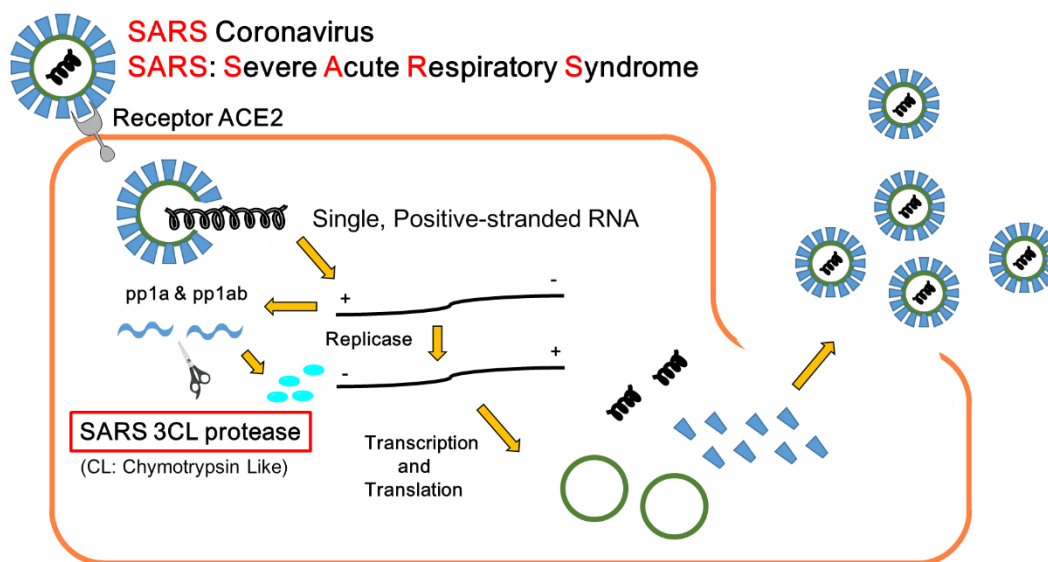 SARS Coronavirus
SARS: Severe Acute Respiratory Syndrome
Receptor ACE2
Single, Positive-stranded RNA
pp1a & pp1ab
+
-
Replicase
-
+
SARS 3CL protease
(CL: Chymotrypsin Like)
Transcription
and
Translation